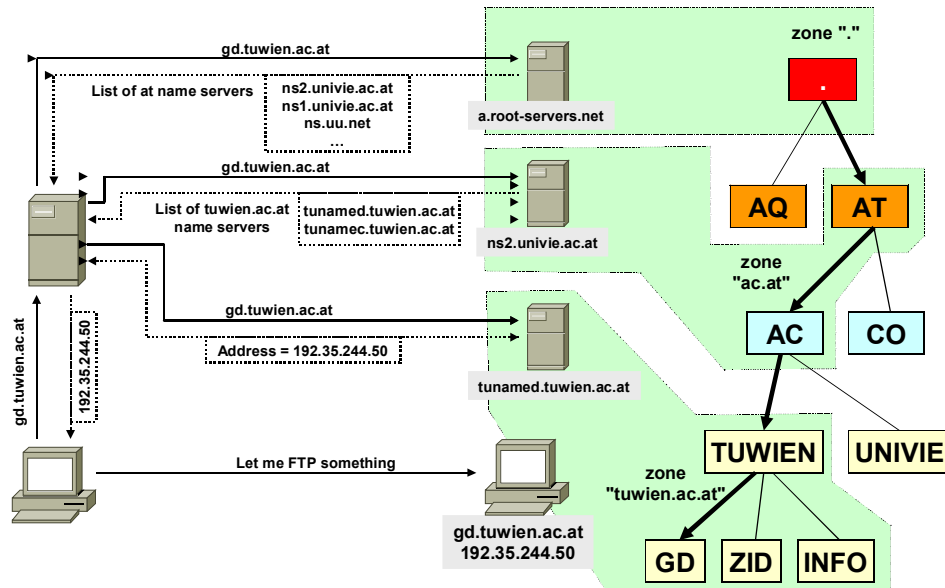 gd.tuwien.ac.at
List of at name servers
ns2.univie.ac.at
ns1.univie.ac.at
ns.uu.net
...
a.root-servers.net
zone "."
.
gd.tuwien.ac.at
List of tuwien.ac.at
name servers
tunamed.tuwien.ac.at
tunamec.tuwien.ac.at
ns2.univie.ac.at
AQ
AT
zone
"ac.at"
gd.tuwien.ac.at
Address = 192.35.244.50
tunamed.tuwien.ac.at
AC
CO
gd.tuwien.ac.at
192.35.244.50
Let me FTP something
gd.tuwien.ac.at
192.35.244.50
TUWIEN
UNIVIE
zone
"tuwien.ac.at"
GD
ZID
INFO